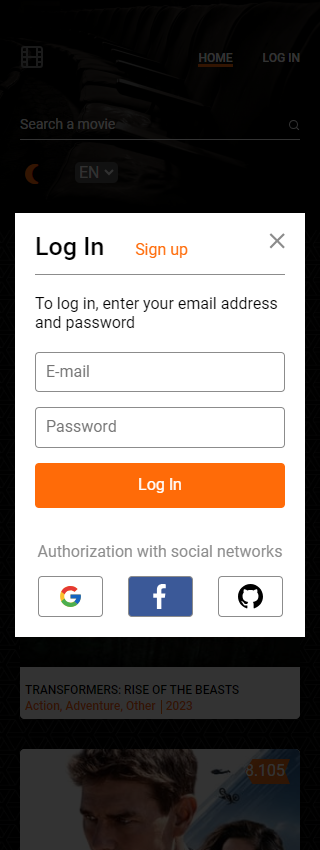 HOME
LOG IN
Search a movie
EN
Log In
Sign up
To log in, enter your email address
and password
E-mail
Password
Log In
Authorization with social networks
TRANSFORMERS: RISE OF THE BEASTS
Action, Adventure, Other | 2023
8.105